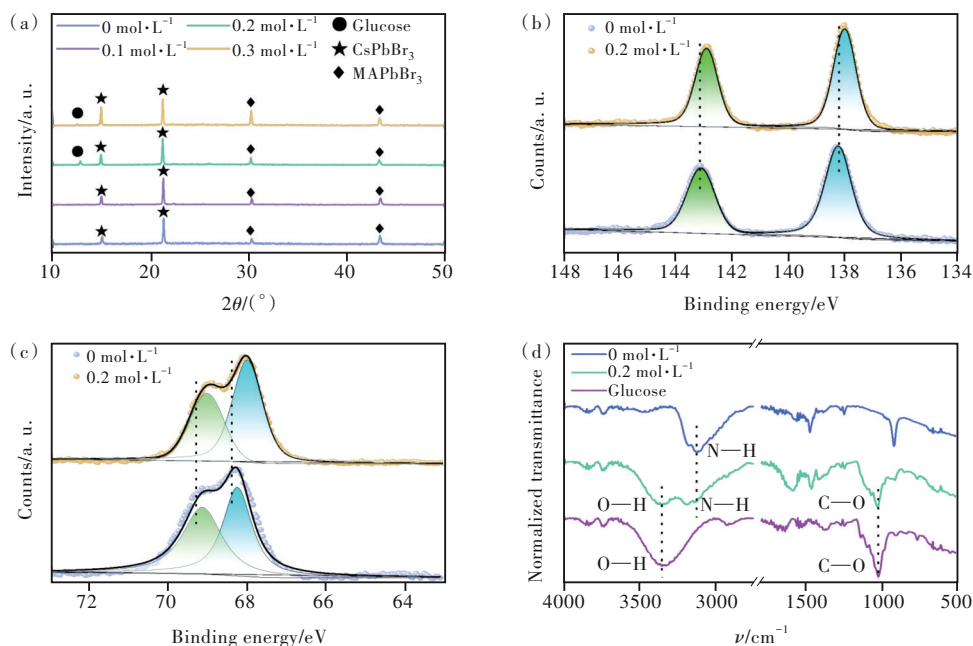 (a)
0 mol·L⁻¹ 0.2 mol·L⁻¹ Glucose
0.1 mol·L⁻¹ 0.3 mol·L⁻¹ CsPbBr₃
MAPbBr₃
Intensity/a. u.
10 20 30 40 50
2θ/(°)
(b)
0 mol·L⁻¹
0.2 mol·L⁻¹
Counts/a. u.
148 146 144 142 140 138 136 134
Binding energy/eV
(c)
0 mol·L⁻¹
0.2 mol·L⁻¹
Counts/a. u.
72 70 68 66 64
Binding energy/eV
(d)
0 mol·L⁻¹
0.2 mol·L⁻¹
Glucose
Normalized transmittance
N—H
O—H N—H C—O
O—H C—O
4000 3500 3000 1500 1000 500
ν/cm⁻¹